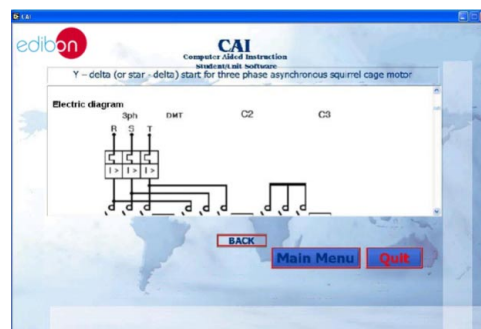 CAI
edibon
CAI
Computer Aided Instruction
Student/Unit Software
Y – delta (or star - delta) start for three phase asynchronous squirrel cage motor
Electric diagram
3ph DMT C2 C3
R S T
I > I > I >
BACK
Main Menu Quit